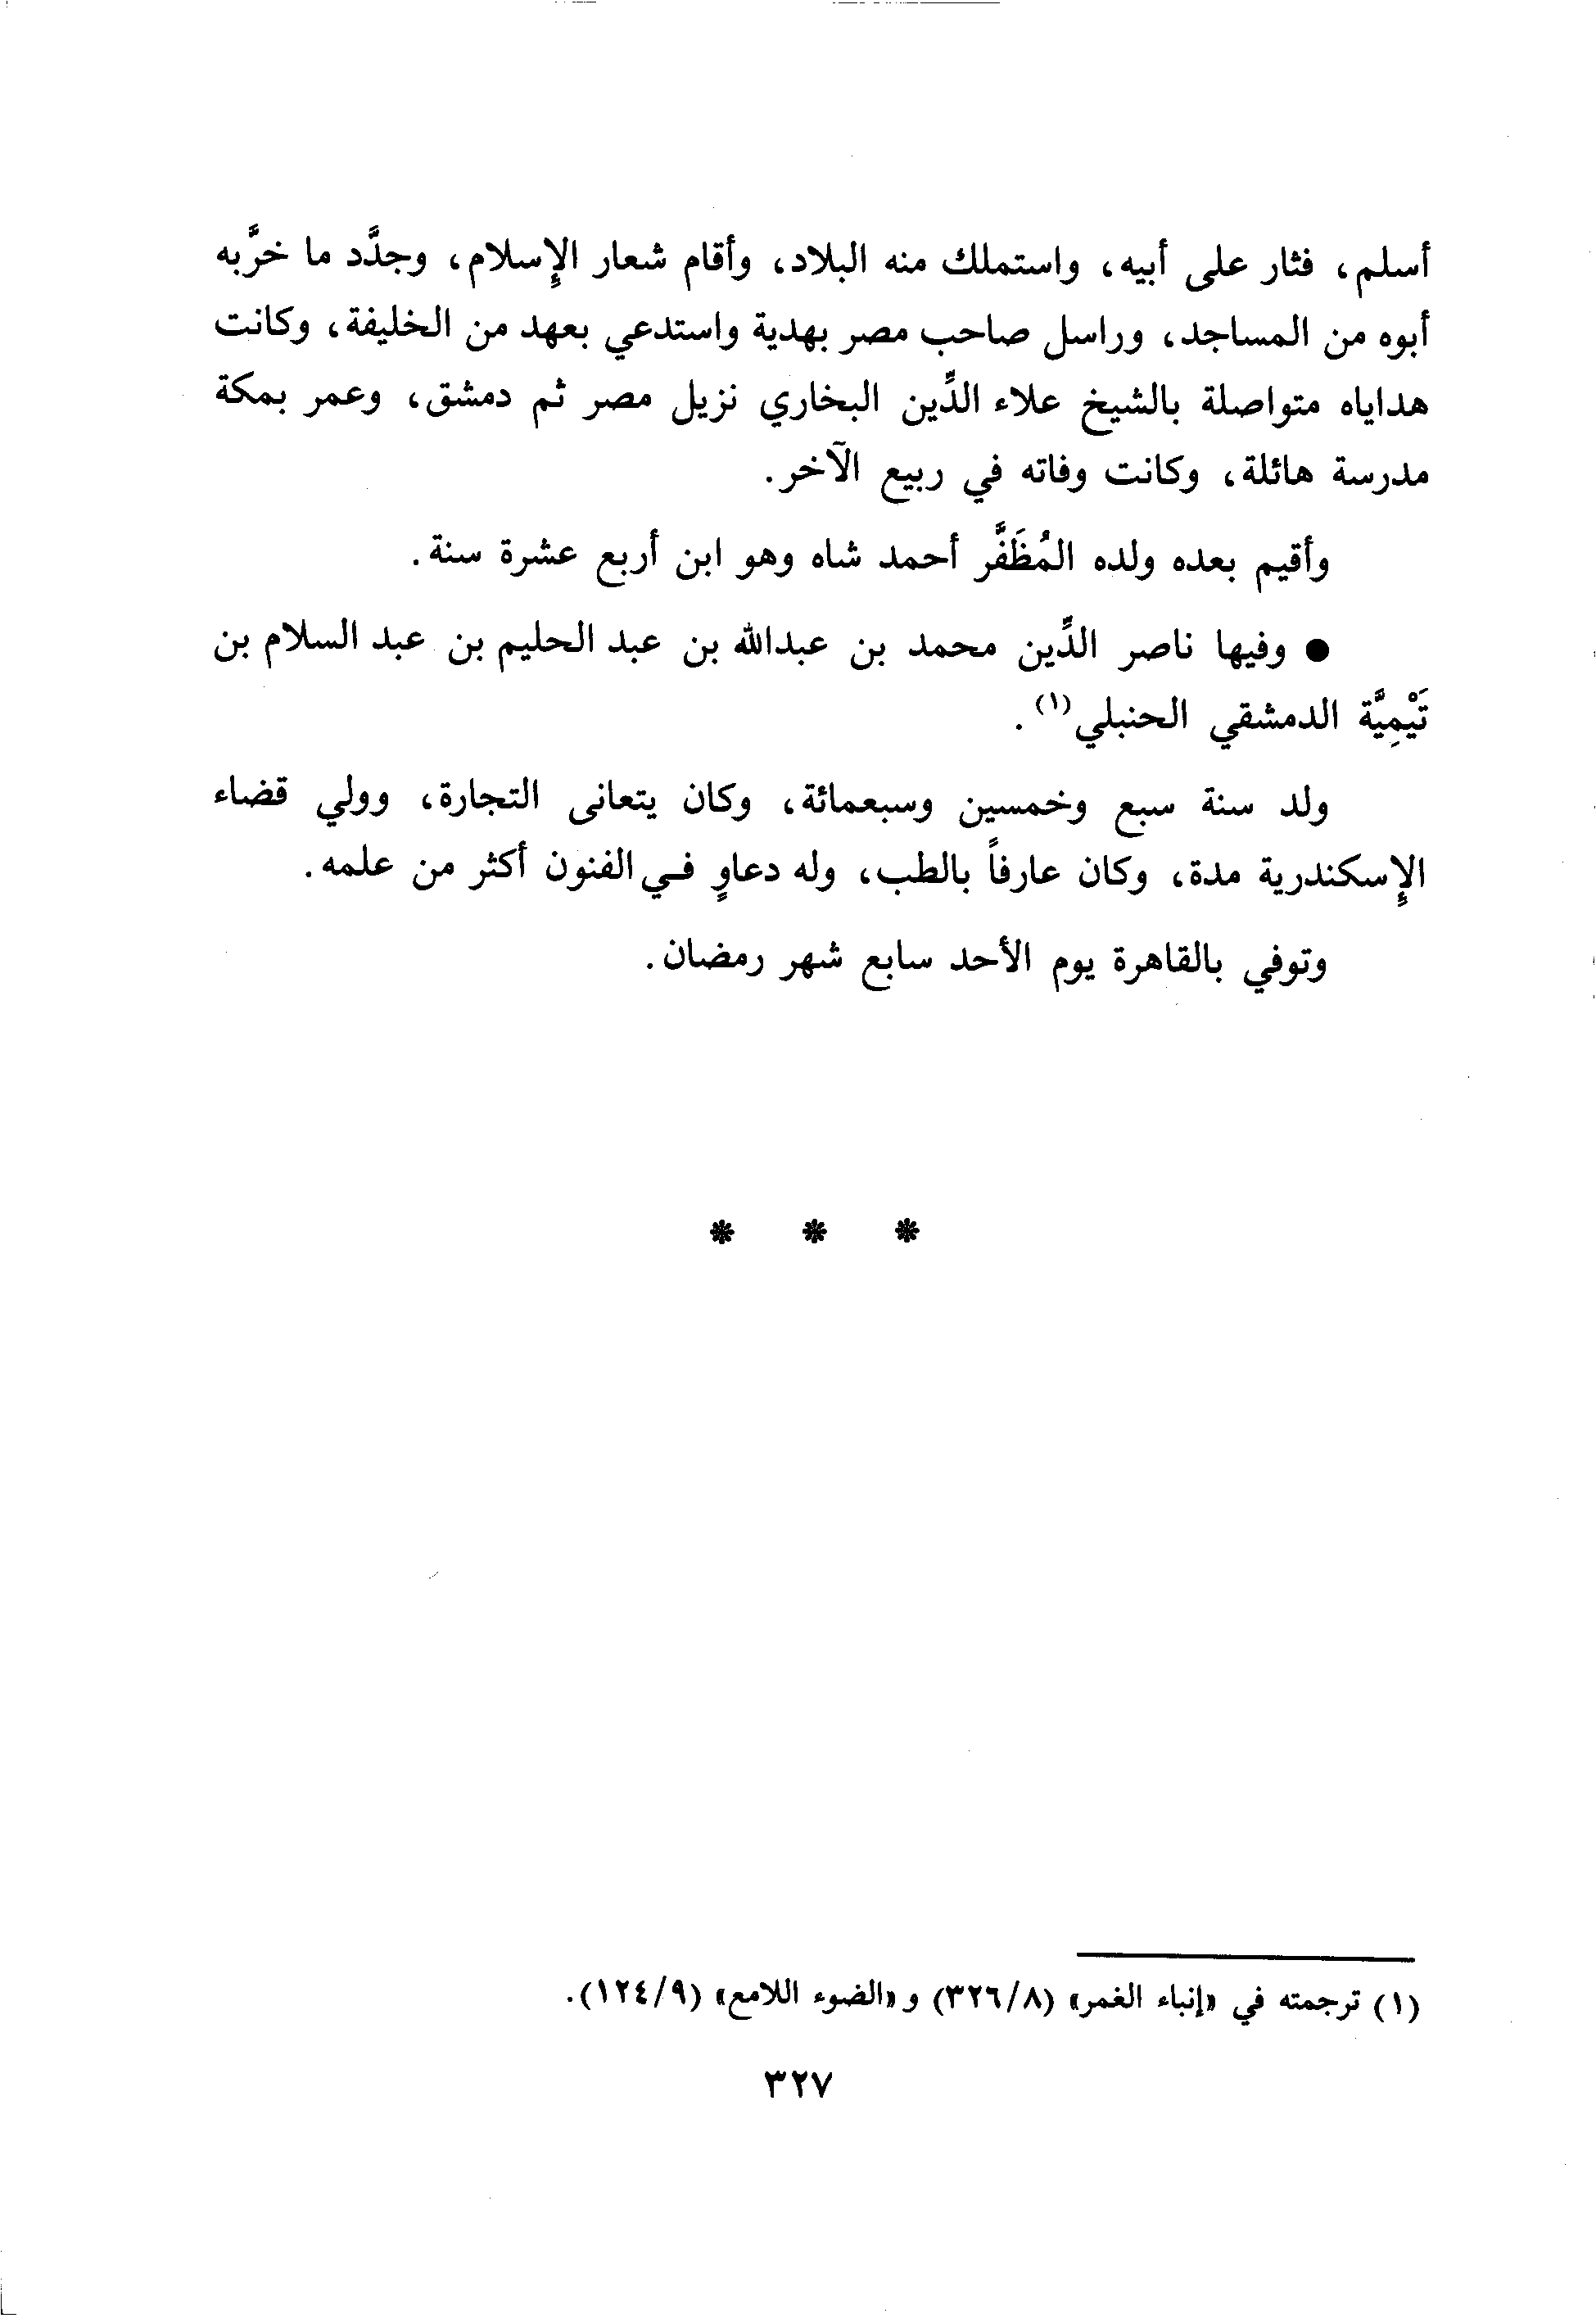 أسلم، فثار على أبيه، واستملك منه البلاد، وأقام شعار الإِسلام، وجدَّد ما خرَّبه
أبوه من المساجد، وراسل صاحب مصر بهدية واستدعي بعهد من الخليفة، وكانت
هداياه متواصلة بالشيخ علاء الدِّين البخاري نزيل مصر ثم دمشق، وعمر بمكة
مدرسة هائلة، وكانت وفاته في ربيع الآخر.
وأقيم بعده ولده المُظَفَّر أحمد شاه وهو ابن أربع عشرة سنة.
● وفيها ناصر الدِّين محمد بن عبدالله بن عبد الحليم بن عبد السلام بن
تَيْمِيَّة الدمشقي الحنبلي(١).
ولد سنة سبع وخمسين وسبعمائة، وكان يتعانى التجارة، وولي قضاء
الإِسكندرية مدة، وكان عارفاً بالطب، وله دعاوٍ في الفنون أكثر من علمه.
وتوفي بالقاهرة يوم الأحد سابع شهر رمضان.
* * *
(١) ترجمته في «إنباء الغمر» (٣٢٦/٨) و«الضوء اللامع» (١٢٤/٩).
٣٢٧